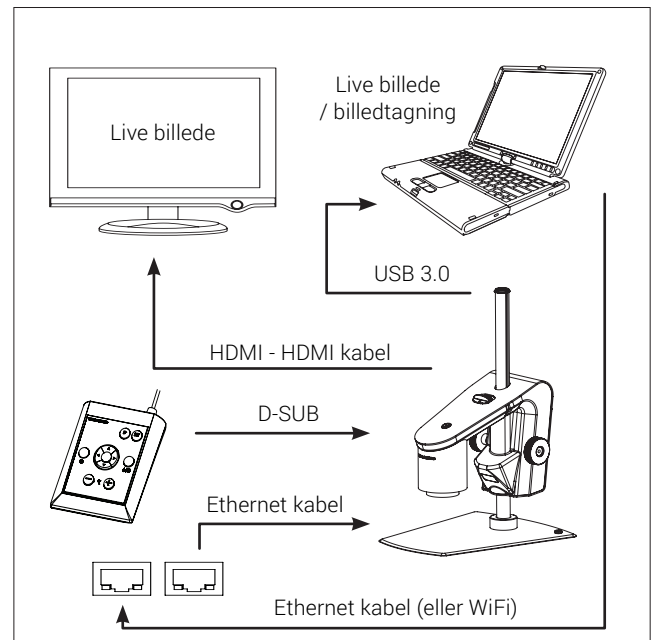 Live billede
Live billede
/ billedtagning
USB 3.0
HDMI - HDMI kabel
D-SUB
Ethernet kabel
Ethernet kabel (eller WiFi)